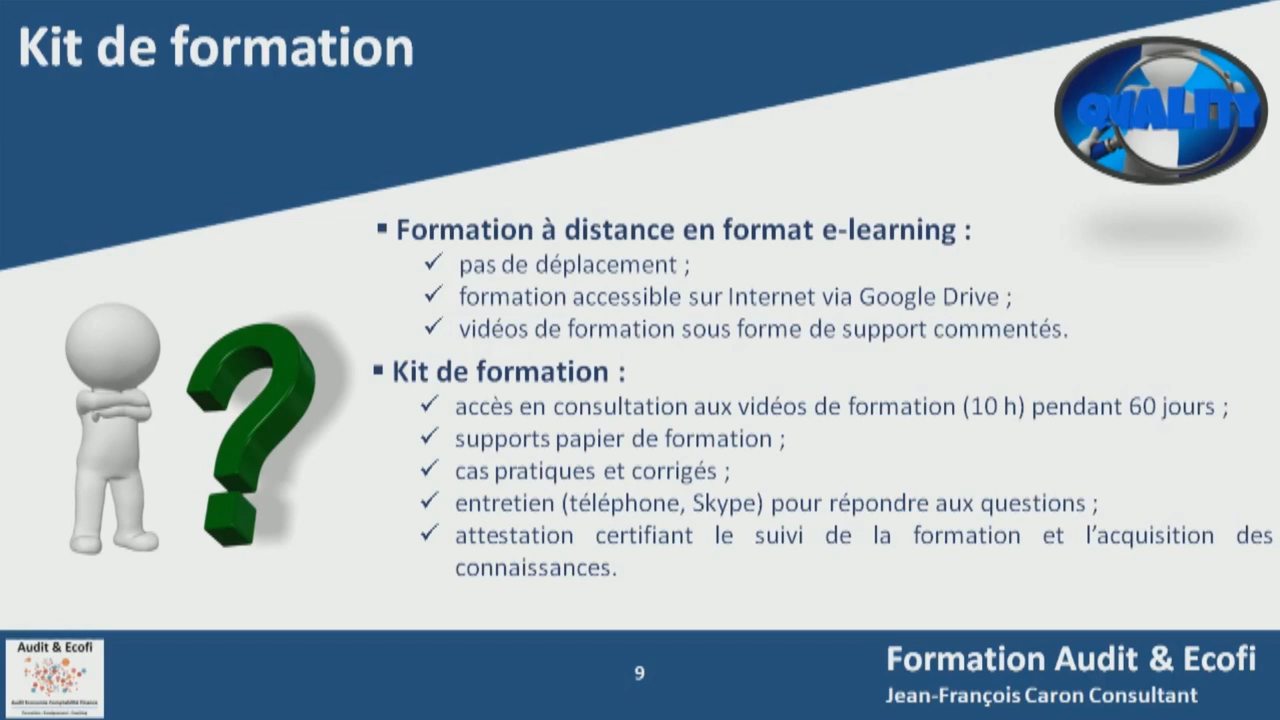 Kit de formation
QUALITY
▪ Formation à distance en format e-learning :
✓ pas de déplacement ;
✓ formation accessible sur Internet via Google Drive ;
✓ vidéos de formation sous forme de support commentés.
▪ Kit de formation :
✓ accès en consultation aux vidéos de formation (10 h) pendant 60 jours ;
✓ supports papier de formation ;
✓ cas pratiques et corrigés ;
✓ entretien (téléphone, Skype) pour répondre aux questions ;
✓ attestation certifiant le suivi de la formation et l’acquisition des
connaissances.
Audit & Ecofi
Audit Economie Comptabilité Finance
9
Formation Audit & Ecofi
Jean-François Caron Consultant